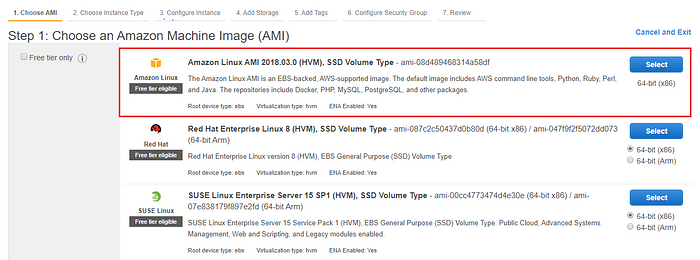 1. Choose AMI 2. Choose Instance Type 3. Configure Instance 4. Add Storage 5. Add Tags 6. Configure Security Group 7. Review
Step 1: Choose an Amazon Machine Image (AMI)
Cancel and Exit
Free tier only
Amazon Linux
Free tier eligible
Amazon Linux AMI 2018.03.0 (HVM), SSD Volume Type - ami-08d489468314a58df
The Amazon Linux AMI is an EBS-backed, AWS-supported image. The default image includes AWS command line tools, Python, Ruby, Perl,
and Java. The repositories include Docker, PHP, MySQL, PostgreSQL, and other packages.
Root device type: ebs Virtualization type: hvm ENA Enabled: Yes
Select
64-bit (x86)
Red Hat
Free tier eligible
Red Hat Enterprise Linux 8 (HVM), SSD Volume Type - ami-087c2c50437d0b80d (64-bit x86) / ami-047f9f2f5072dd073
(64-bit Arm)
Red Hat Enterprise Linux version 8 (HVM), EBS General Purpose (SSD) Volume Type
Root device type: ebs Virtualization type: hvm ENA Enabled: Yes
Select
64-bit (x86)
64-bit (Arm)
SUSE Linux
Free tier eligible
SUSE Linux Enterprise Server 15 SP1 (HVM), SSD Volume Type - ami-00cc4773474d4e30e (64-bit x86) / ami-
07e838179f897e2fd (64-bit Arm)
SUSE Linux Enterprise Server 15 Service Pack 1 (HVM), EBS General Purpose (SSD) Volume Type. Public Cloud, Advanced Systems
Management, Web and Scripting, and Legacy modules enabled.
Root device type: ebs Virtualization type: hvm ENA Enabled: Yes
Select
64-bit (x86)
64-bit (Arm)